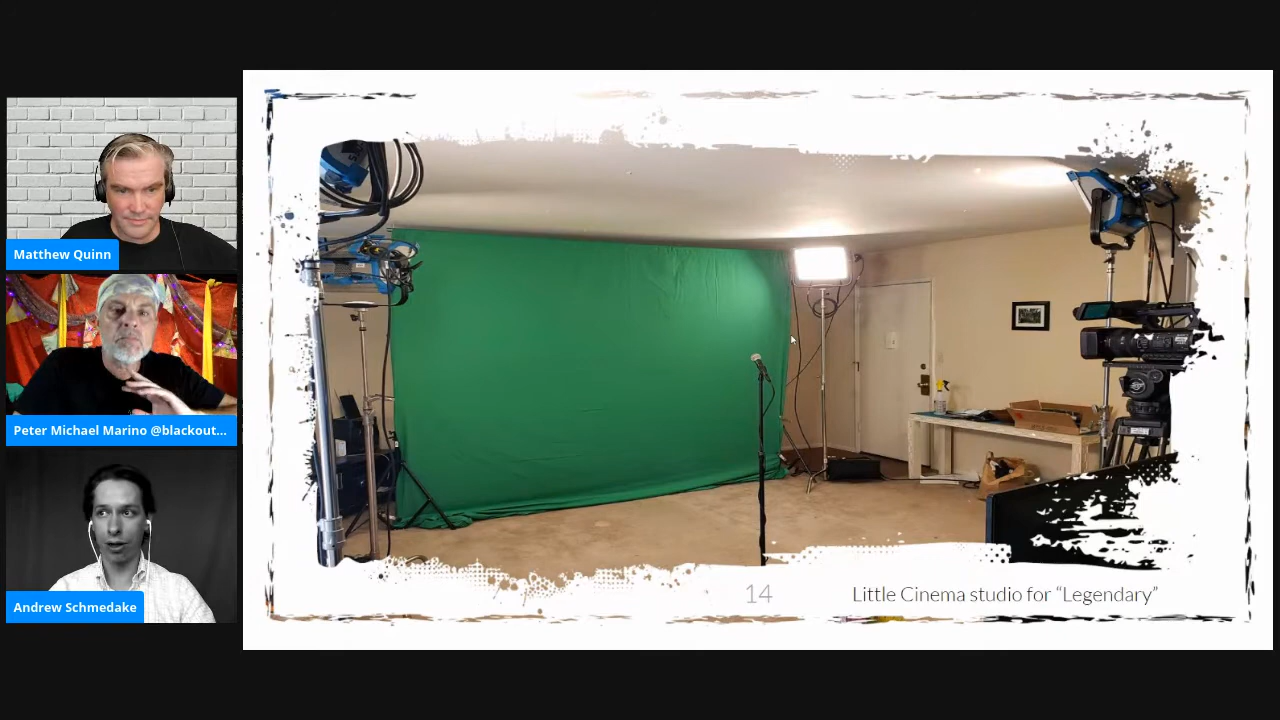 Matthew Quinn
Peter Michael Marino @blackout...
Andrew Schmedake
14
Little Cinema studio for “Legendary”